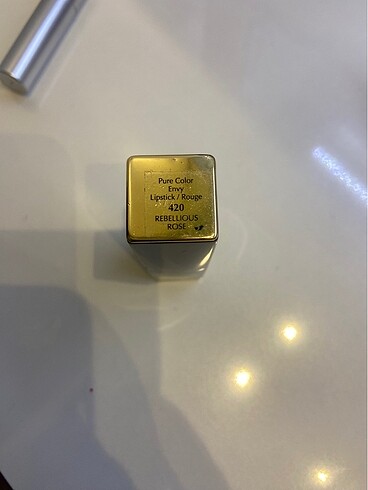 Pure Color
Envy
Lipstick / Rouge
420
REBELLIOUS
ROSE